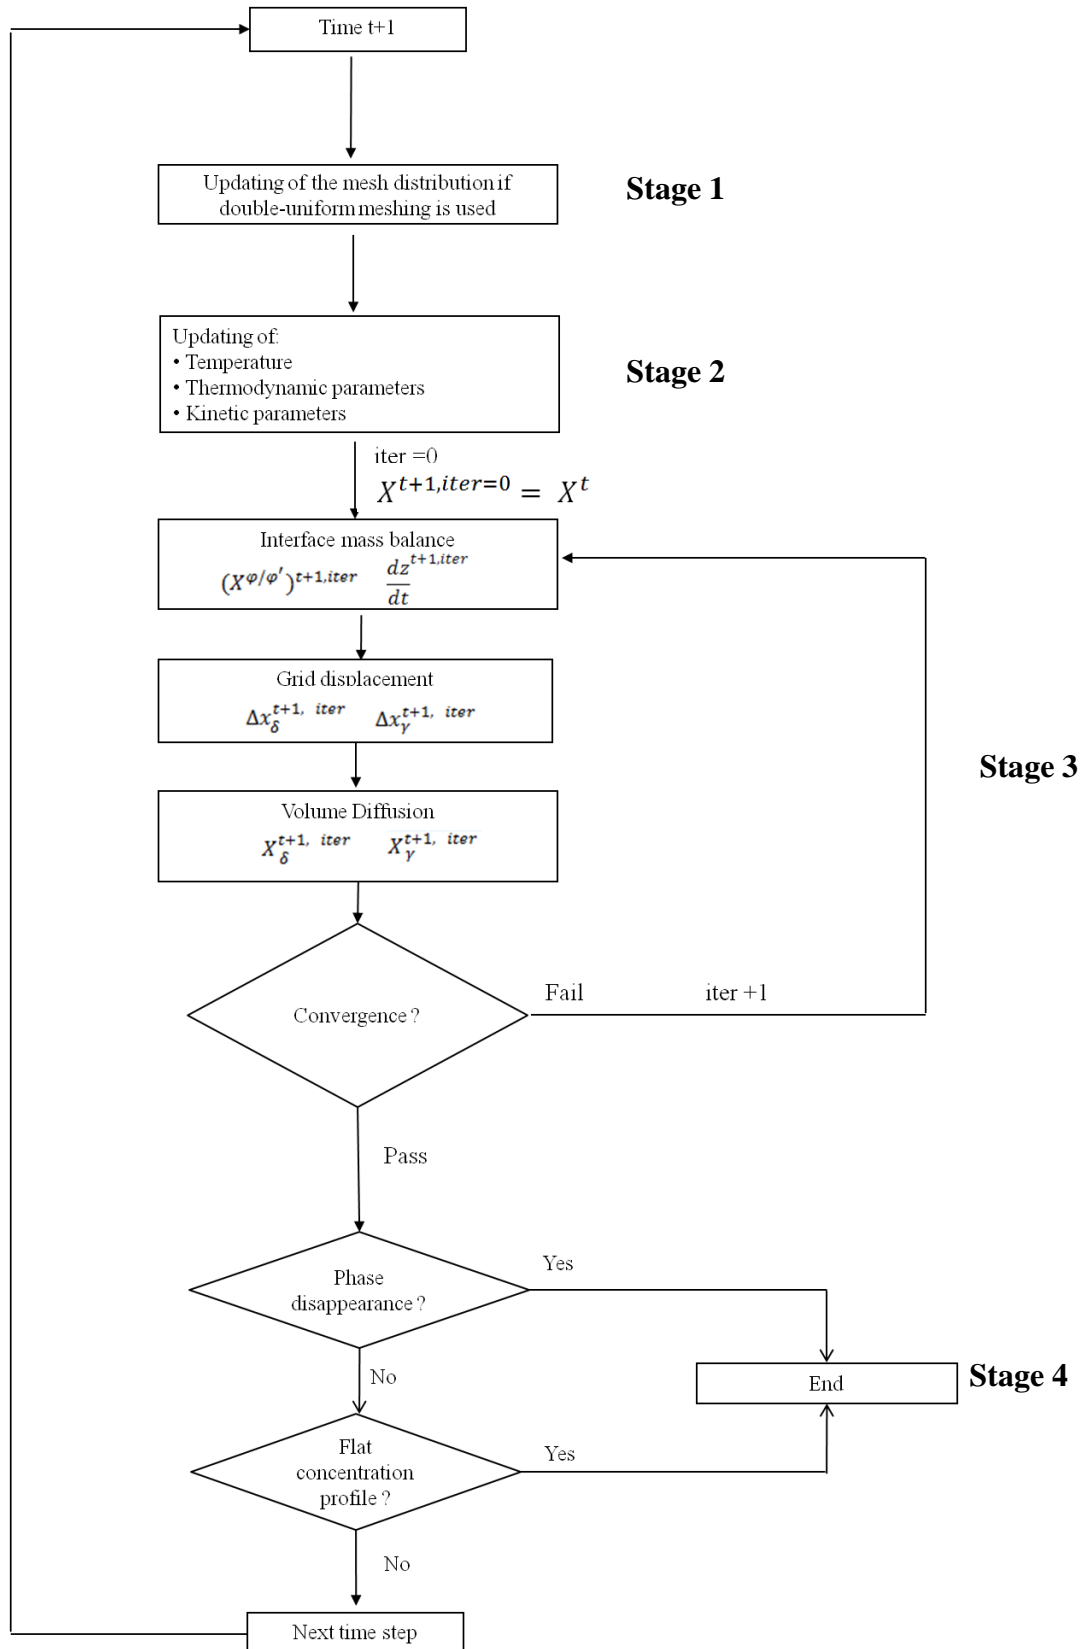 Time t+1
Updating of the mesh distribution if
double-uniform meshing is used
Stage 1
Updating of:
• Temperature
• Thermodynamic parameters
• Kinetic parameters
Stage 2
iter =0
X^{t+1,iter=0} = X^t
Interface mass balance
(X^{φ/φ'})^{t+1,iter} dz/dt^{t+1,iter}
Grid displacement
Δx_δ^{t+1, iter} Δx_γ^{t+1, iter}
Stage 3
Volume Diffusion
X_δ^{t+1, iter} X_γ^{t+1, iter}
Convergence ?
Fail
iter +1
Pass
Phase
disappearance ?
Yes
No
End
Stage 4
Flat
concentration
profile ?
Yes
No
Next time step